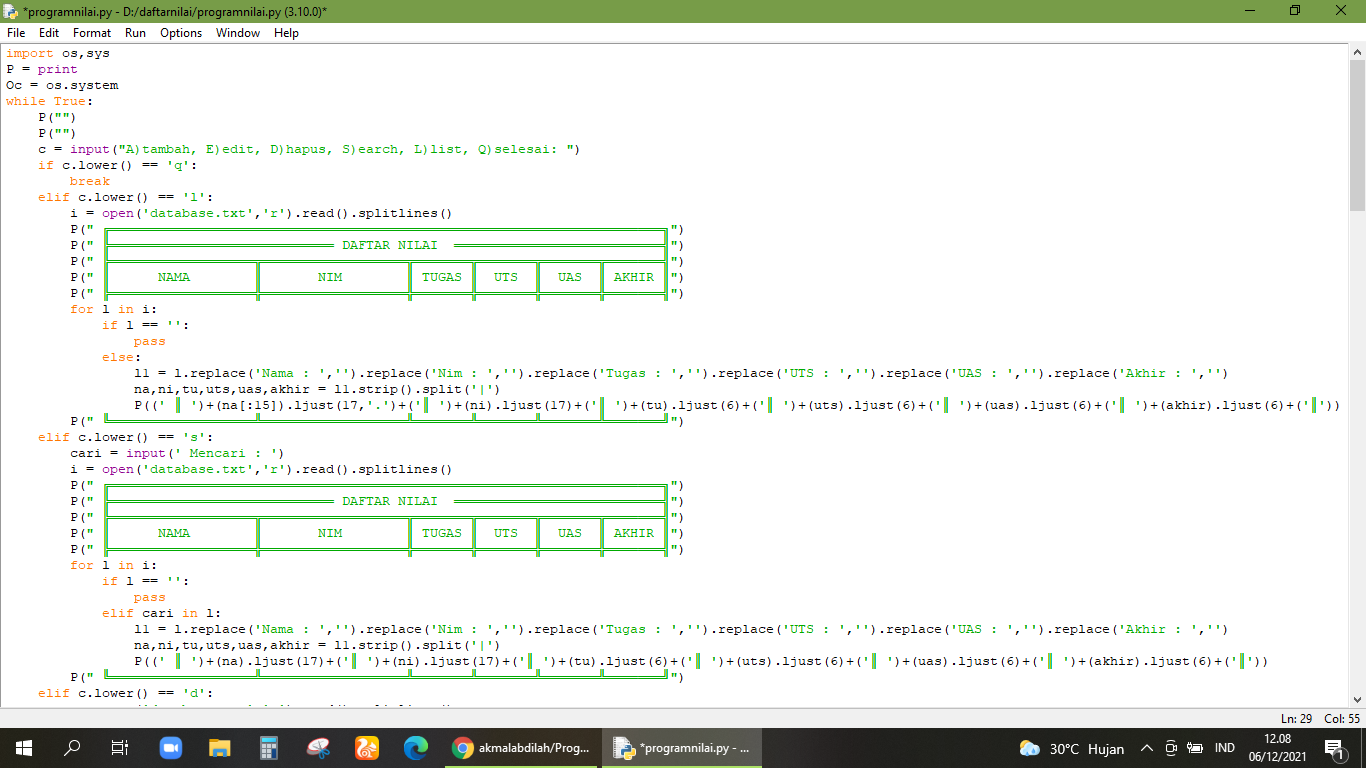 *programnilai.py - D:/daftarnilai/programnilai.py (3.10.0)*
File Edit Format Run Options Window Help
import os,sys
P = print
Oc = os.system
while True:
    P("")
    P("")
    c = input("A)tambah, E)edit, D)hapus, S)earch, L)list, Q)selesai: ")
    if c.lower() == 'q':
        break
    elif c.lower() == 'l':
        i = open('database.txt','r').read().splitlines()
        P(" ╔══════════════════════════════════════════════════════════════════════╗")
        P(" ╠════════════════════════════ DAFTAR NILAI ═══════════════════════════╣")
        P(" ╠══════════════════╦══════════════════╦═══════╦═══════╦═══════╦═══════╣")
        P(" ║      NAMA        ║       NIM        ║ TUGAS ║  UTS  ║  UAS  ║ AKHIR ║")
        P(" ╠══════════════════╬══════════════════╬═══════╬═══════╬═══════╬═══════╣")
        for l in i:
            if l == '':
                pass
            else:
                l1 = l.replace('Nama : ','').replace('Nim : ','').replace('Tugas : ','').replace('UTS : ','').replace('UAS : ','').replace('Akhir : ','')
                na,ni,tu,uts,uas,akhir = l1.strip().split('|')
                P((' ║ ')+(na[:15]).ljust(17,'.')+('║ ')+(ni).ljust(17)+('║ ')+(tu).ljust(6)+('║ ')+(uts).ljust(6)+('║ ')+(uas).ljust(6)+('║ ')+(akhir).ljust(6)+('║'))
        P(" ╚══════════════════╩══════════════════╩═══════╩═══════╩═══════╩═══════╝")
    elif c.lower() == 's':
        cari = input(' Mencari : ')
        i = open('database.txt','r').read().splitlines()
        P(" ╔══════════════════════════════════════════════════════════════════════╗")
        P(" ╠════════════════════════════ DAFTAR NILAI ═══════════════════════════╣")
        P(" ╠══════════════════╦══════════════════╦═══════╦═══════╦═══════╦═══════╣")
        P(" ║      NAMA        ║       NIM        ║ TUGAS ║  UTS  ║  UAS  ║ AKHIR ║")
        P(" ╠══════════════════╬══════════════════╬═══════╬═══════╬═══════╬═══════╣")
        for l in i:
            if l == '':
                pass
            elif cari in l:
                l1 = l.replace('Nama : ','').replace('Nim : ','').replace('Tugas : ','').replace('UTS : ','').replace('UAS : ','').replace('Akhir : ','')
                na,ni,tu,uts,uas,akhir = l1.strip().split('|')
                P((' ║ ')+(na).ljust(17)+('║ ')+(ni).ljust(17)+('║ ')+(tu).ljust(6)+('║ ')+(uts).ljust(6)+('║ ')+(uas).ljust(6)+('║ ')+(akhir).ljust(6)+('║'))
        P(" ╚══════════════════╩══════════════════╩═══════╩═══════╩═══════╩═══════╝")
    elif c.lower() == 'd':
Ln: 29 Col: 55
akmalabdilah/Prog...
*programnilai.py - ...
30°C Hujan
IND
12.08
06/12/2021
1